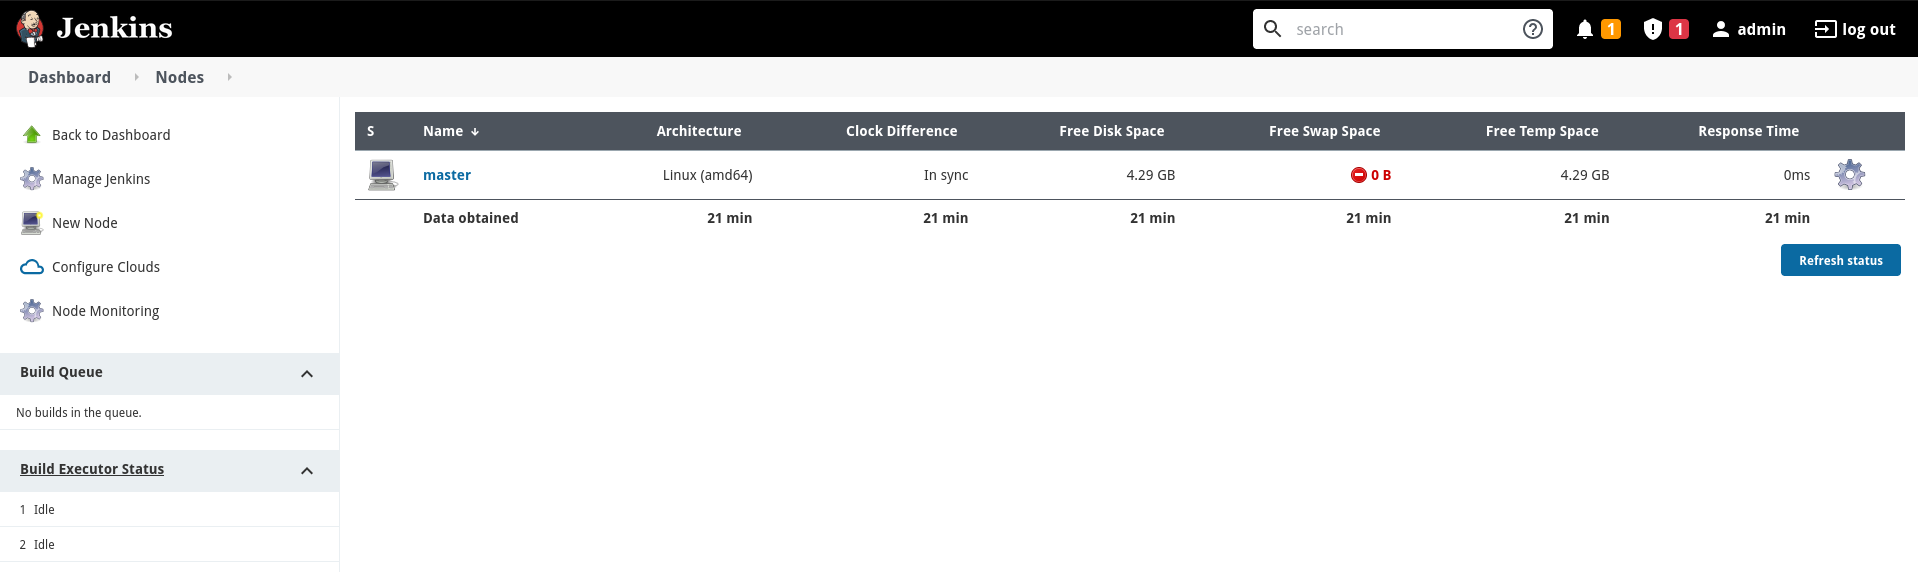 Jenkins
search
1
1
admin
log out
Dashboard
Nodes
Back to Dashboard
Manage Jenkins
New Node
Configure Clouds
Node Monitoring
Build Queue
No builds in the queue.
Build Executor Status
1 Idle
2 Idle
S Name ↓ Architecture Clock Difference Free Disk Space Free Swap Space Free Temp Space Response Time
master Linux (amd64) In sync 4.29 GB 0 B 4.29 GB 0ms
Data obtained 21 min 21 min 21 min 21 min 21 min 21 min
Refresh status